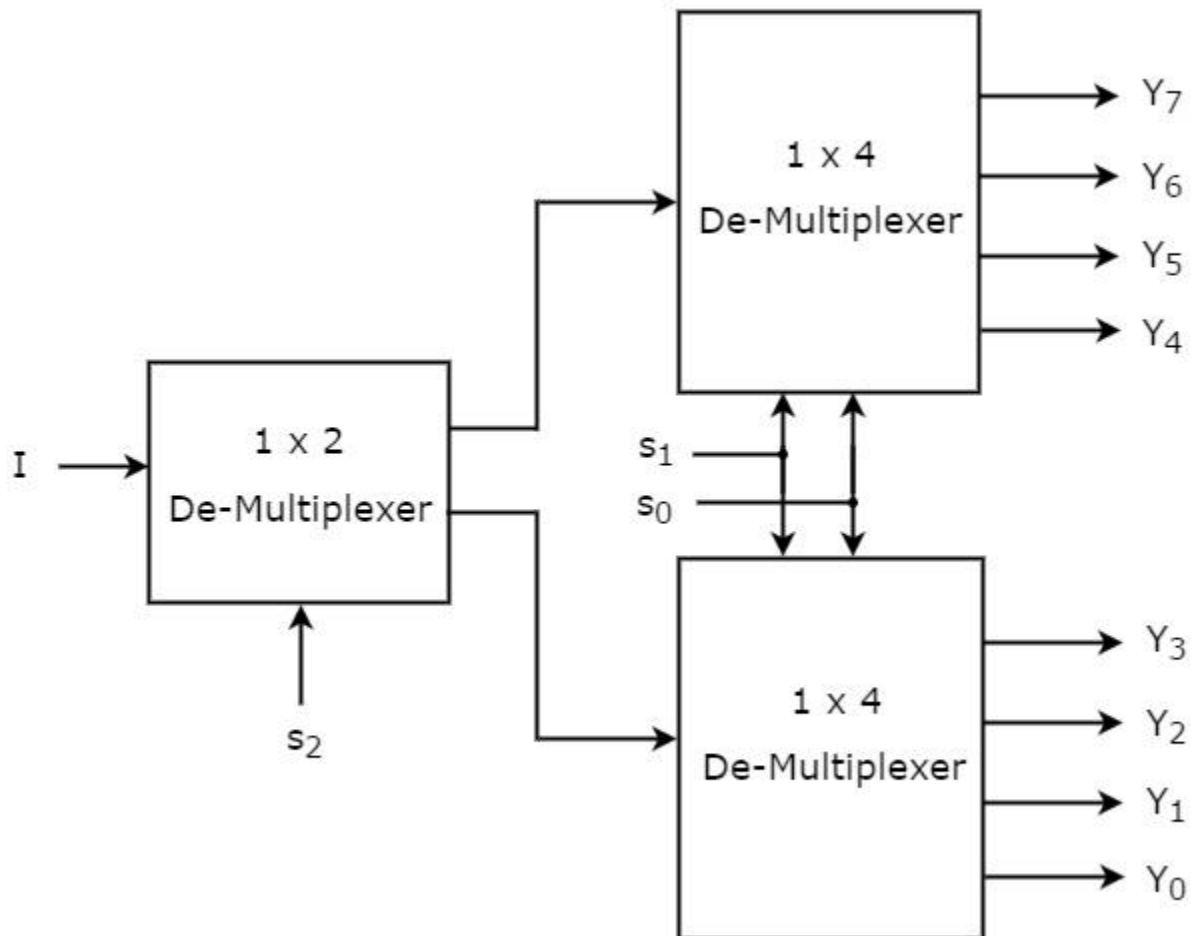 1 x 4
De-Multiplexer
Y7
Y6
Y5
Y4
I
1 x 2
De-Multiplexer
s2
s1
s0
1 x 4
De-Multiplexer
Y3
Y2
Y1
Y0